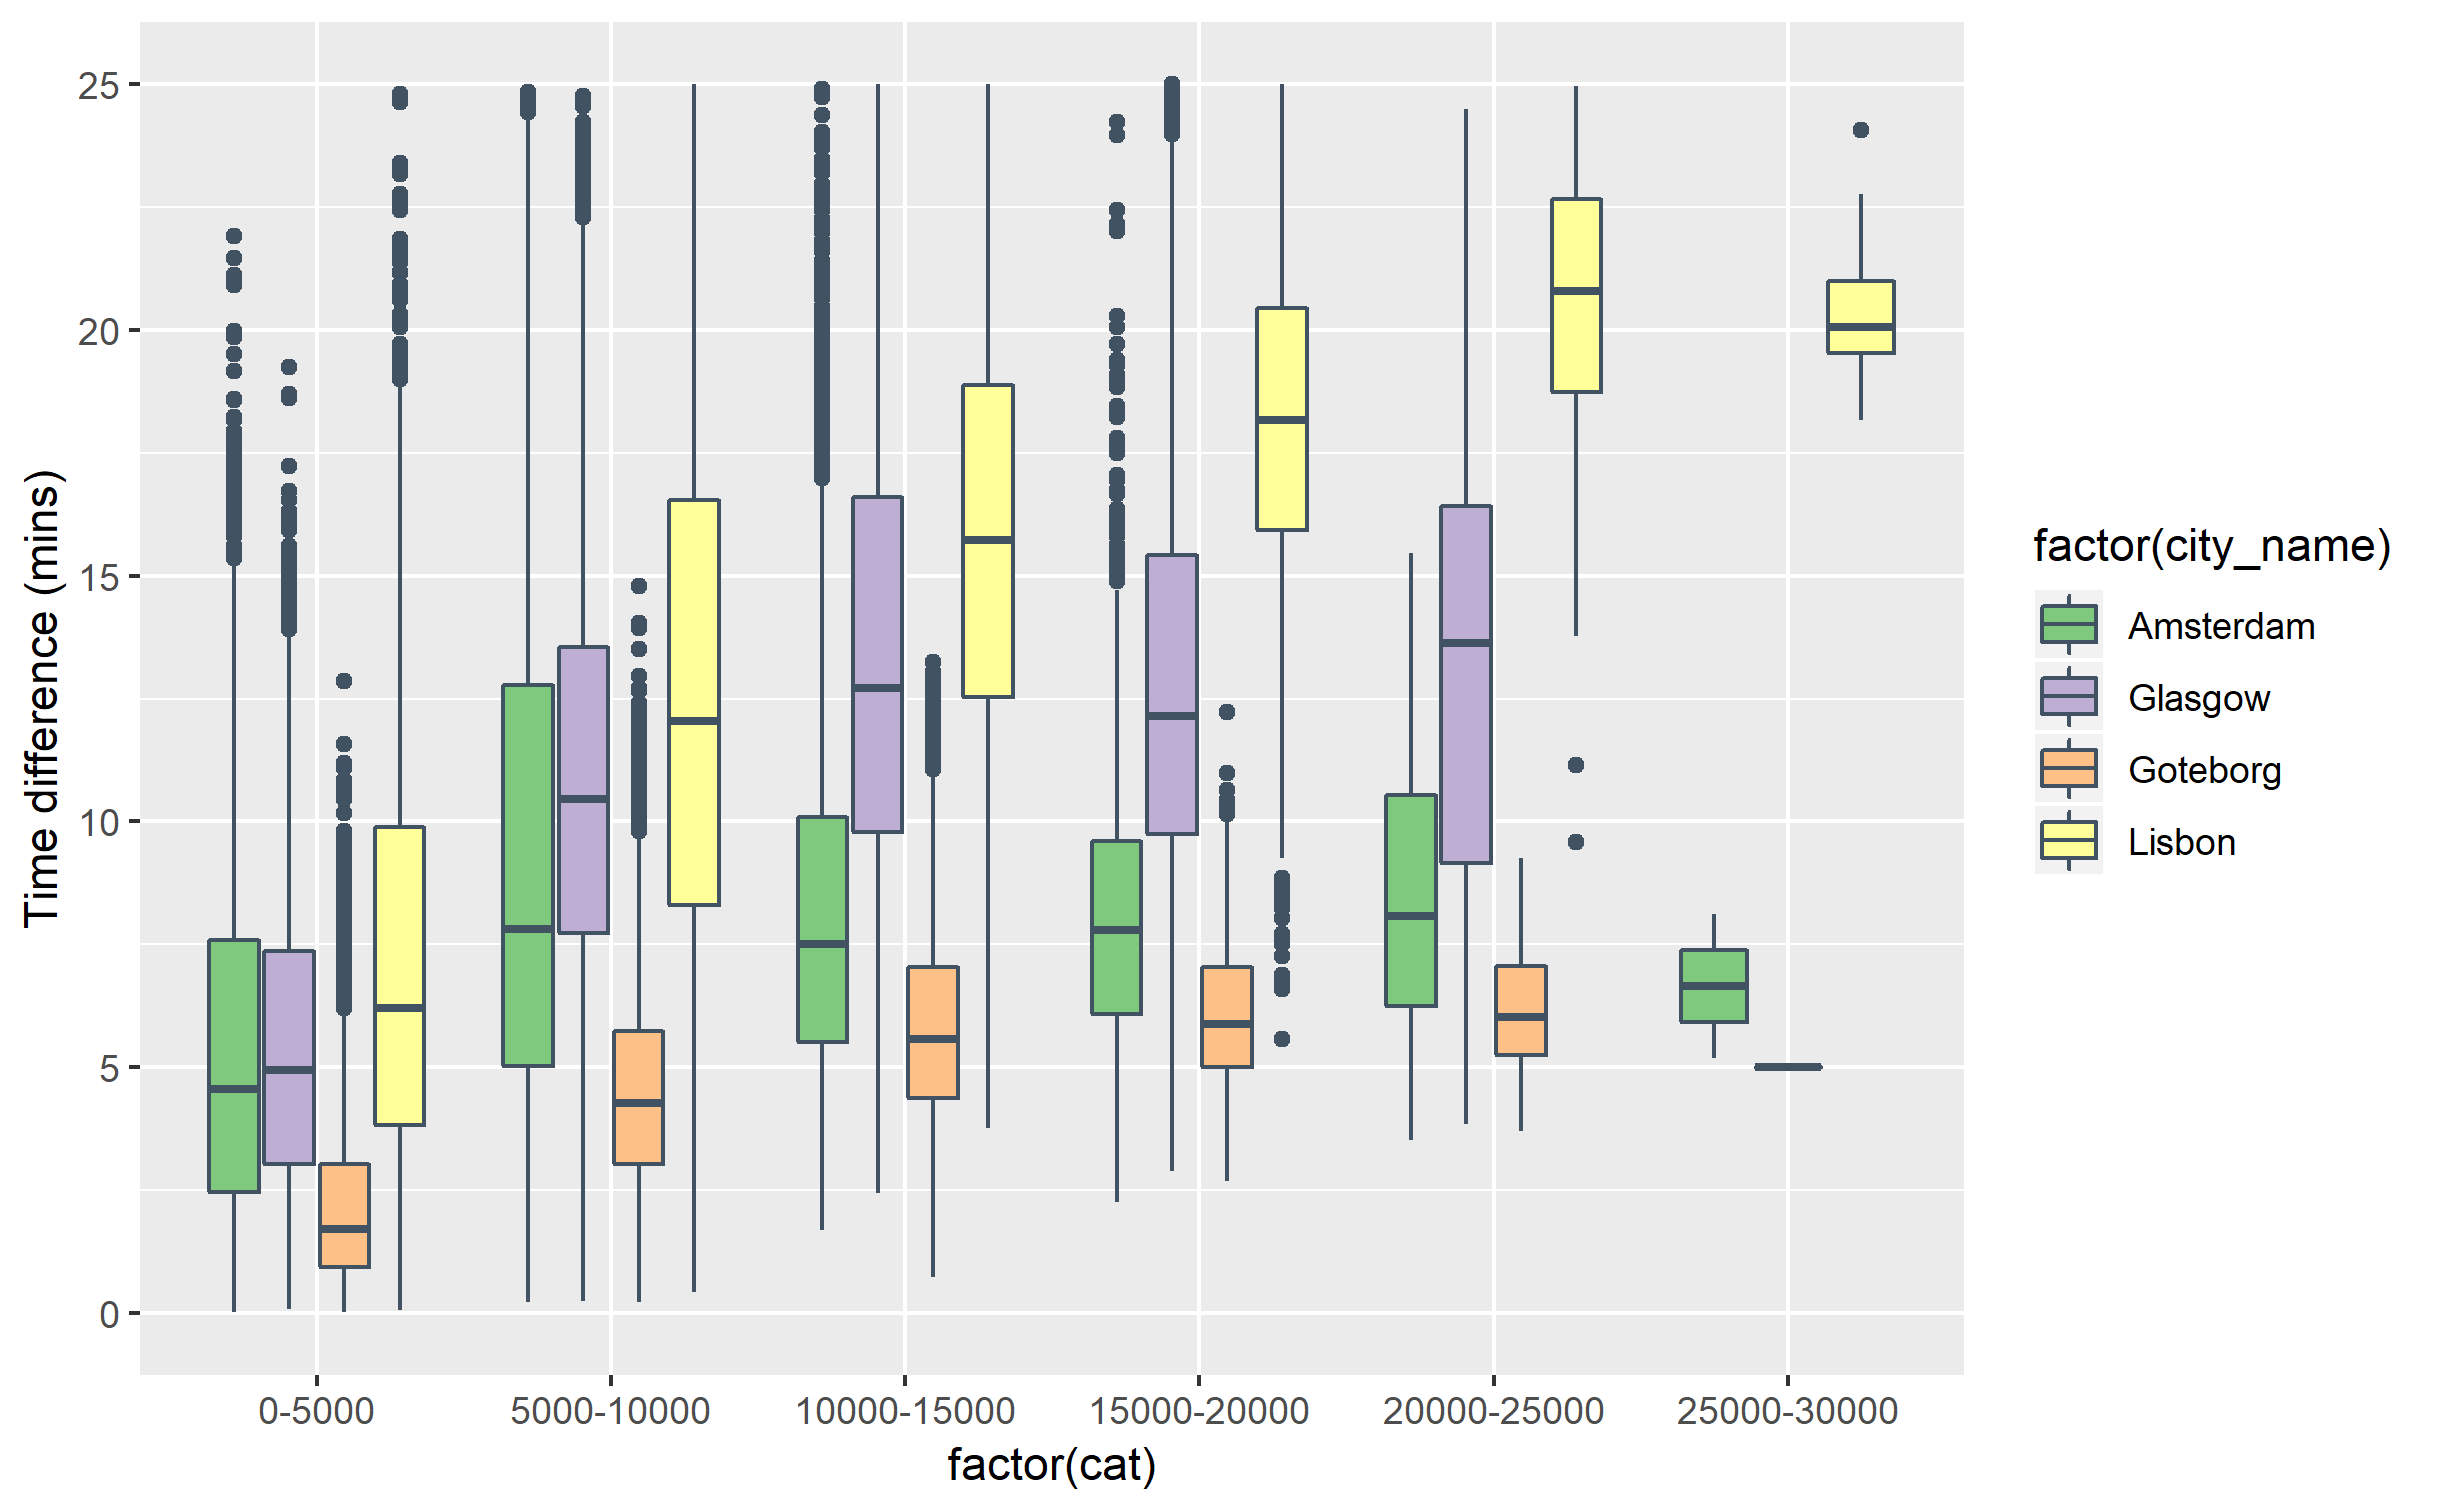 Time difference (mins)
25
20
15
10
5
0
0-5000
5000-10000
10000-15000
15000-20000
20000-25000
25000-30000
factor(cat)
factor(city_name)
Amsterdam
Glasgow
Goteborg
Lisbon